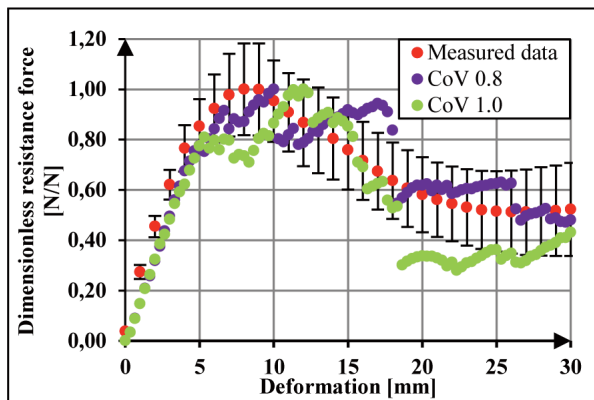 Dimensionless resistance force
[N/N]
1,20
1,00
0,80
0,60
0,40
0,20
0,00
Measured data
CoV 0.8
CoV 1.0
0 5 10 15 20 25 30
Deformation [mm]